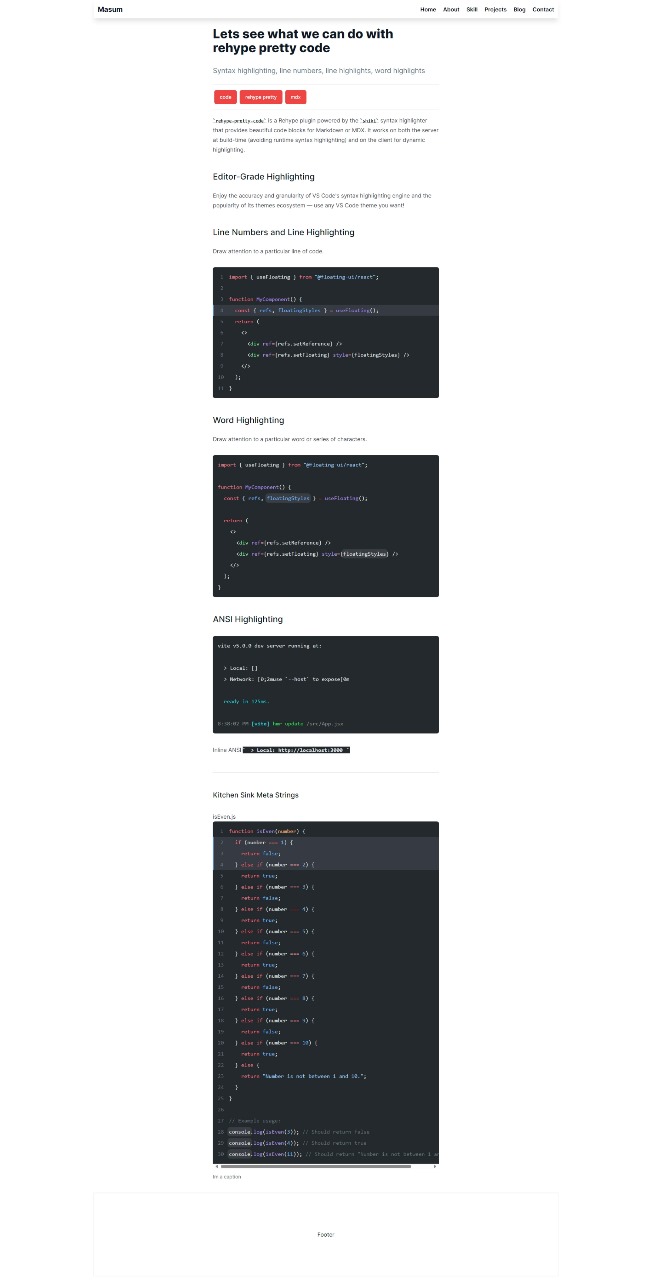 Masum
Home About Skill Projects Blog Contact
Lets see what we can do with
rehype pretty code
Syntax highlighting, line numbers, line highlights, word highlights
code rehype pretty mdx
`rehype-pretty-code` is a Rehype plugin powered by the `shiki` syntax highlighter
that provides beautiful code blocks for Markdown or MDX. It works on both the server
at build-time (avoiding runtime syntax highlighting) and on the client for dynamic
highlighting.
Editor-Grade Highlighting
Enjoy the accuracy and granularity of VS Code's syntax highlighting engine and the
popularity of its themes ecosystem — use any VS Code theme you want!
Line Numbers and Line Highlighting
Draw attention to a particular line of code.
1 import { useFloating } from "@floating-ui/react";
2
3 function MyComponent() {
4 const { refs, floatingStyles } = useFloating();
5 return (
6 <>
7 <div ref={refs.setReference} />
8 <div ref={refs.setFloating} style={floatingStyles} />
9 </>
10 );
11 }
Word Highlighting
Draw attention to a particular word or series of characters.
import { useFloating } from "@floating-ui/react";
function MyComponent() {
const { refs, floatingStyles } = useFloating();
return (
<>
<div ref={refs.setReference} />
<div ref={refs.setFloating} style={floatingStyles} />
</>
);
}
ANSI Highlighting
vite v5.0.0 dev server running at:
> Local: []
> Network: [0;2muse `--host` to expose[0m
ready in 125ms.
8:38:02 PM [vite] hmr update /src/App.jsx
Inline ANSI: ` > Local: http://localhost:3000 `
Kitchen Sink Meta Strings
isEven.js
1 function isEven(number) {
2 if (number === 1) {
3 return false;
4 } else if (number === 2) {
5 return true;
6 } else if (number === 3) {
7 return false;
8 } else if (number === 4) {
9 return true;
10 } else if (number === 5) {
11 return false;
12 } else if (number === 6) {
13 return true;
14 } else if (number === 7) {
15 return false;
16 } else if (number === 8) {
17 return true;
18 } else if (number === 9) {
19 return false;
20 } else if (number === 10) {
21 return true;
22 } else {
23 return "Number is not between 1 and 10.";
24 }
25 }
26
27 // Example usage:
28 console.log(isEven(3)); // Should return false
29 console.log(isEven(4)); // Should return true
30 console.log(isEven(11)); // Should return "Number is not between 1 a
Im a caption
Footer